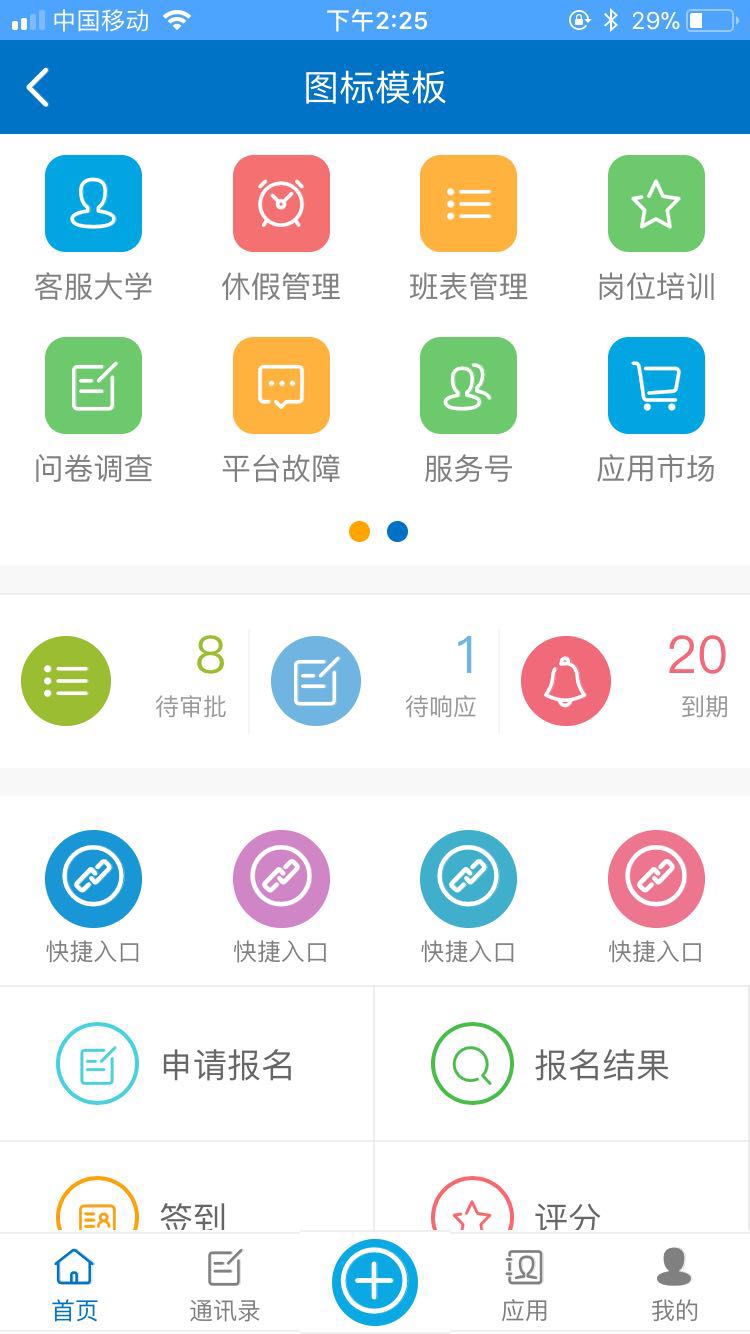 中国移动 下午2:25 29%
图标模板
客服大学 休假管理 班表管理 岗位培训
问卷调查 平台故障 服务号 应用市场
8 1 20
待审批 待响应 到期
快捷入口 快捷入口 快捷入口 快捷入口
申请报名 报名结果
签到 评分
首页 通讯录 应用 我的